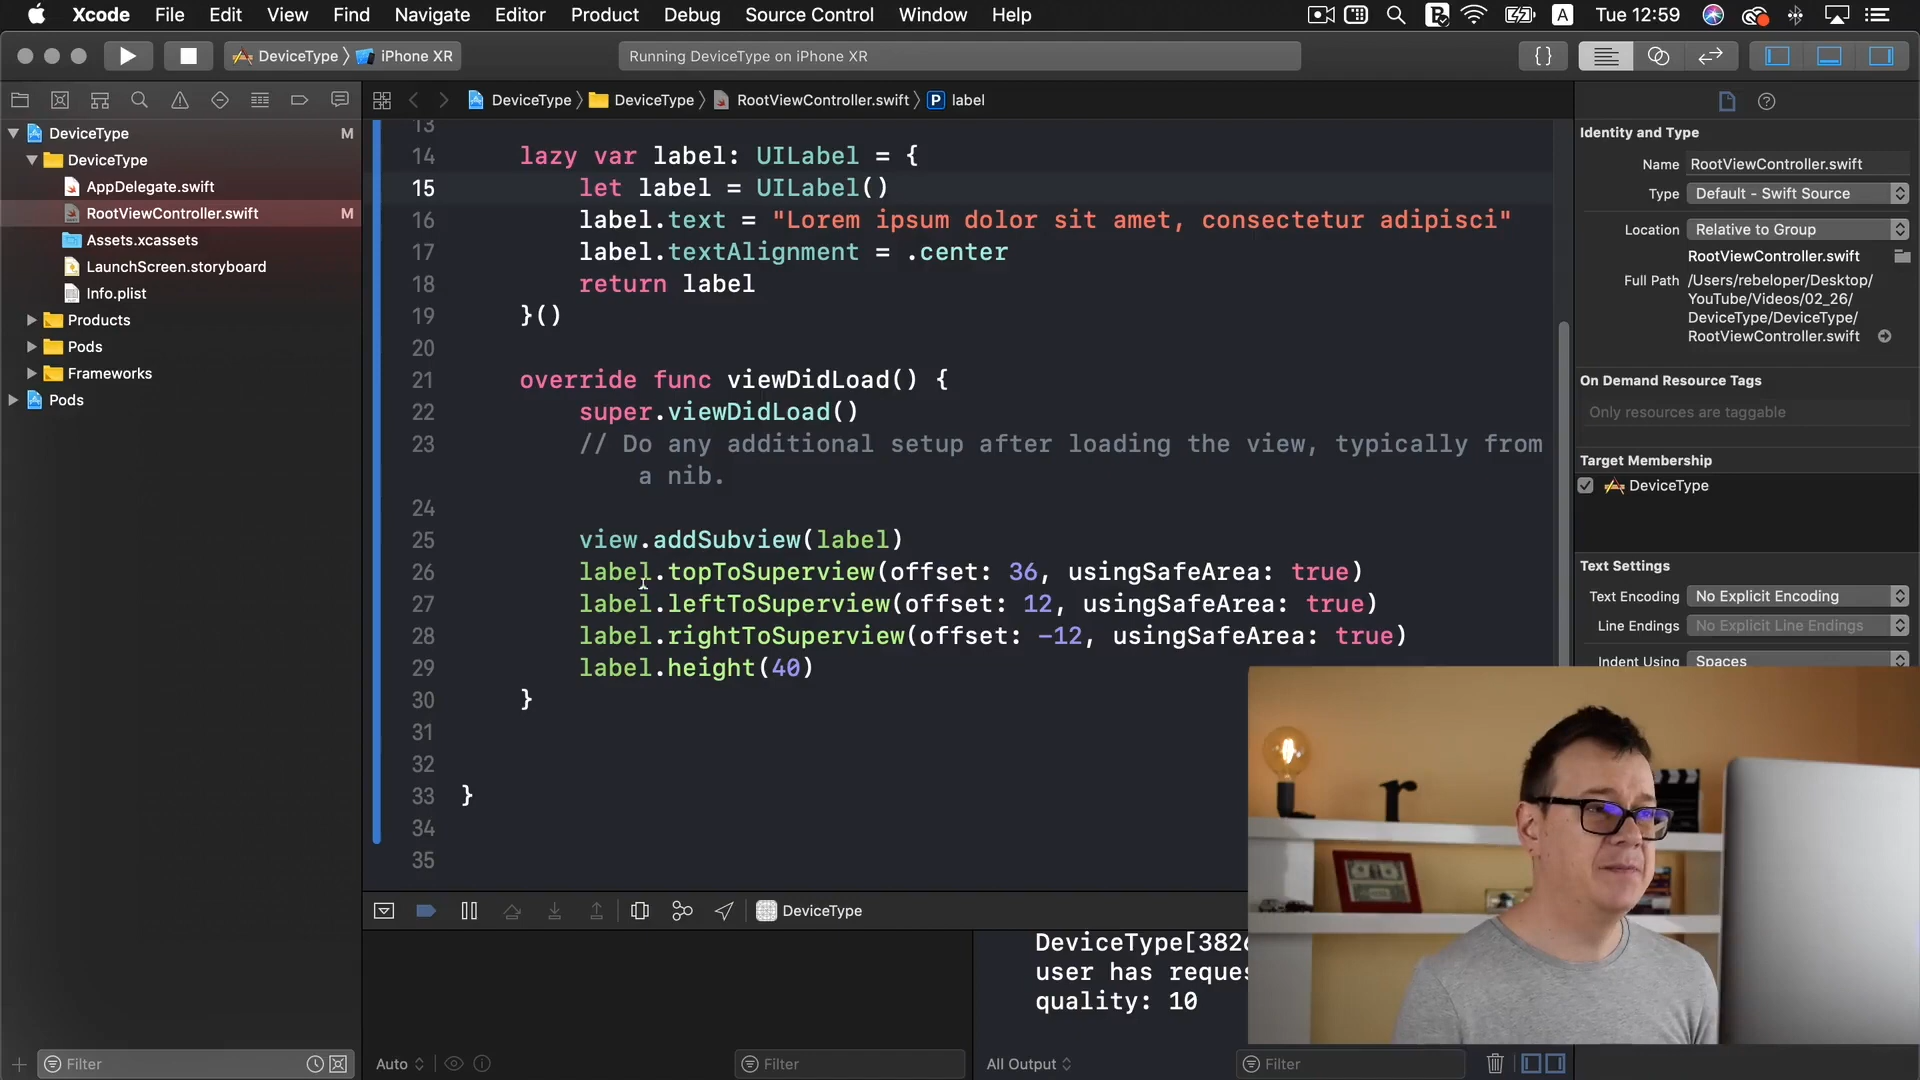 Xcode File Edit View Find Navigate Editor Product Debug Source Control Window Help A Tue 12:59
DeviceType 〉 iPhone XR
Running DeviceType on iPhone XR
{}
DeviceType 〉 DeviceType 〉 RootViewController.swift 〉 P label
DeviceType M
DeviceType
AppDelegate.swift
RootViewController.swift M
Assets.xcassets
LaunchScreen.storyboard
Info.plist
Products
Pods
Frameworks
Pods
Filter
13
14 lazy var label: UILabel = {
15 let label = UILabel()
16 label.text = "Lorem ipsum dolor sit amet, consectetur adipisci"
17 label.textAlignment = .center
18 return label
19 }()
20
21 override func viewDidLoad() {
22 super.viewDidLoad()
23 // Do any additional setup after loading the view, typically from
a nib.
24
25 view.addSubview(label)
26 label.topToSuperview(offset: 36, usingSafeArea: true)
27 label.leftToSuperview(offset: 12, usingSafeArea: true)
28 label.rightToSuperview(offset: -12, usingSafeArea: true)
29 label.height(40)
30 }
31
32
33 }
34
35
DeviceType
DeviceType[382
user has reque
quality: 10
Auto
Filter
All Output
Filter
Identity and Type
Name RootViewController.swift
Type Default - Swift Source
Location Relative to Group
RootViewController.swift
Full Path /Users/rebeloper/Desktop/
YouTube/Videos/02_26/
DeviceType/DeviceType/
RootViewController.swift
On Demand Resource Tags
Only resources are taggable
Target Membership
DeviceType
Text Settings
Text Encoding No Explicit Encoding
Line Endings No Explicit Line Endings
Indent Using Spaces
r